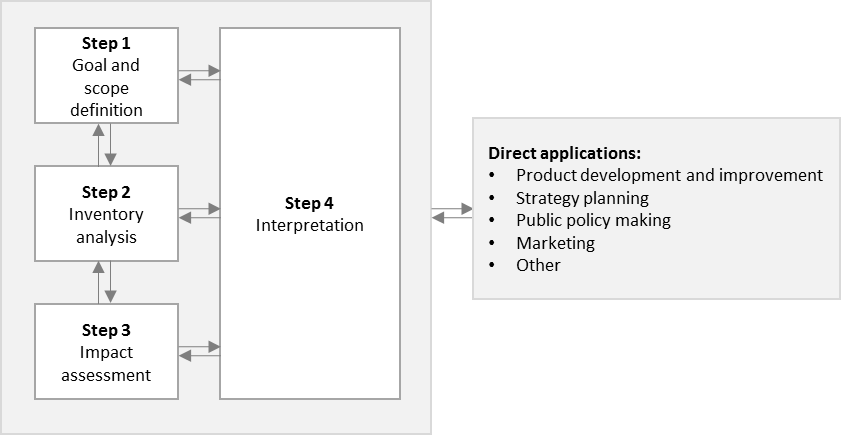 Step 1
Goal and
scope
definition
Step 2
Inventory
analysis
Step 3
Impact
assessment
Step 4
Interpretation
Direct applications:
• Product development and improvement
• Strategy planning
• Public policy making
• Marketing
• Other